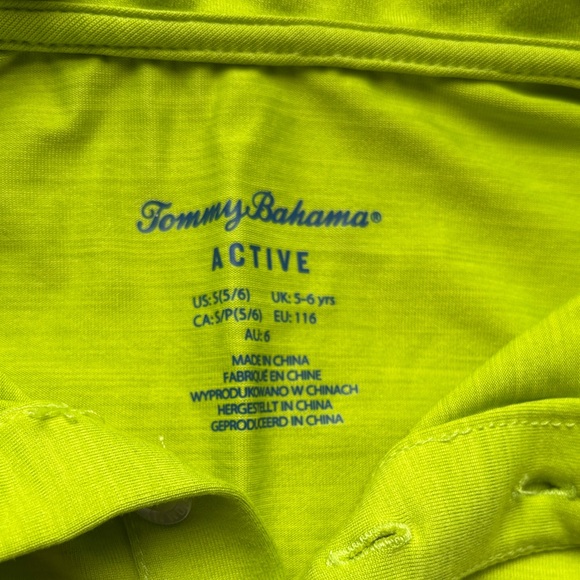 Tommy Bahama®
ACTIVE
US: S(5/6) UK: 5-6 yrs
CA: S/P(5/6) EU: 116
AU: 6
MADE IN CHINA
FABRIQUÉ EN CHINE
WYPRODUKOWANO W CHINACH
HERGESTELLT IN CHINA
GEPRODUCEERD IN CHINA